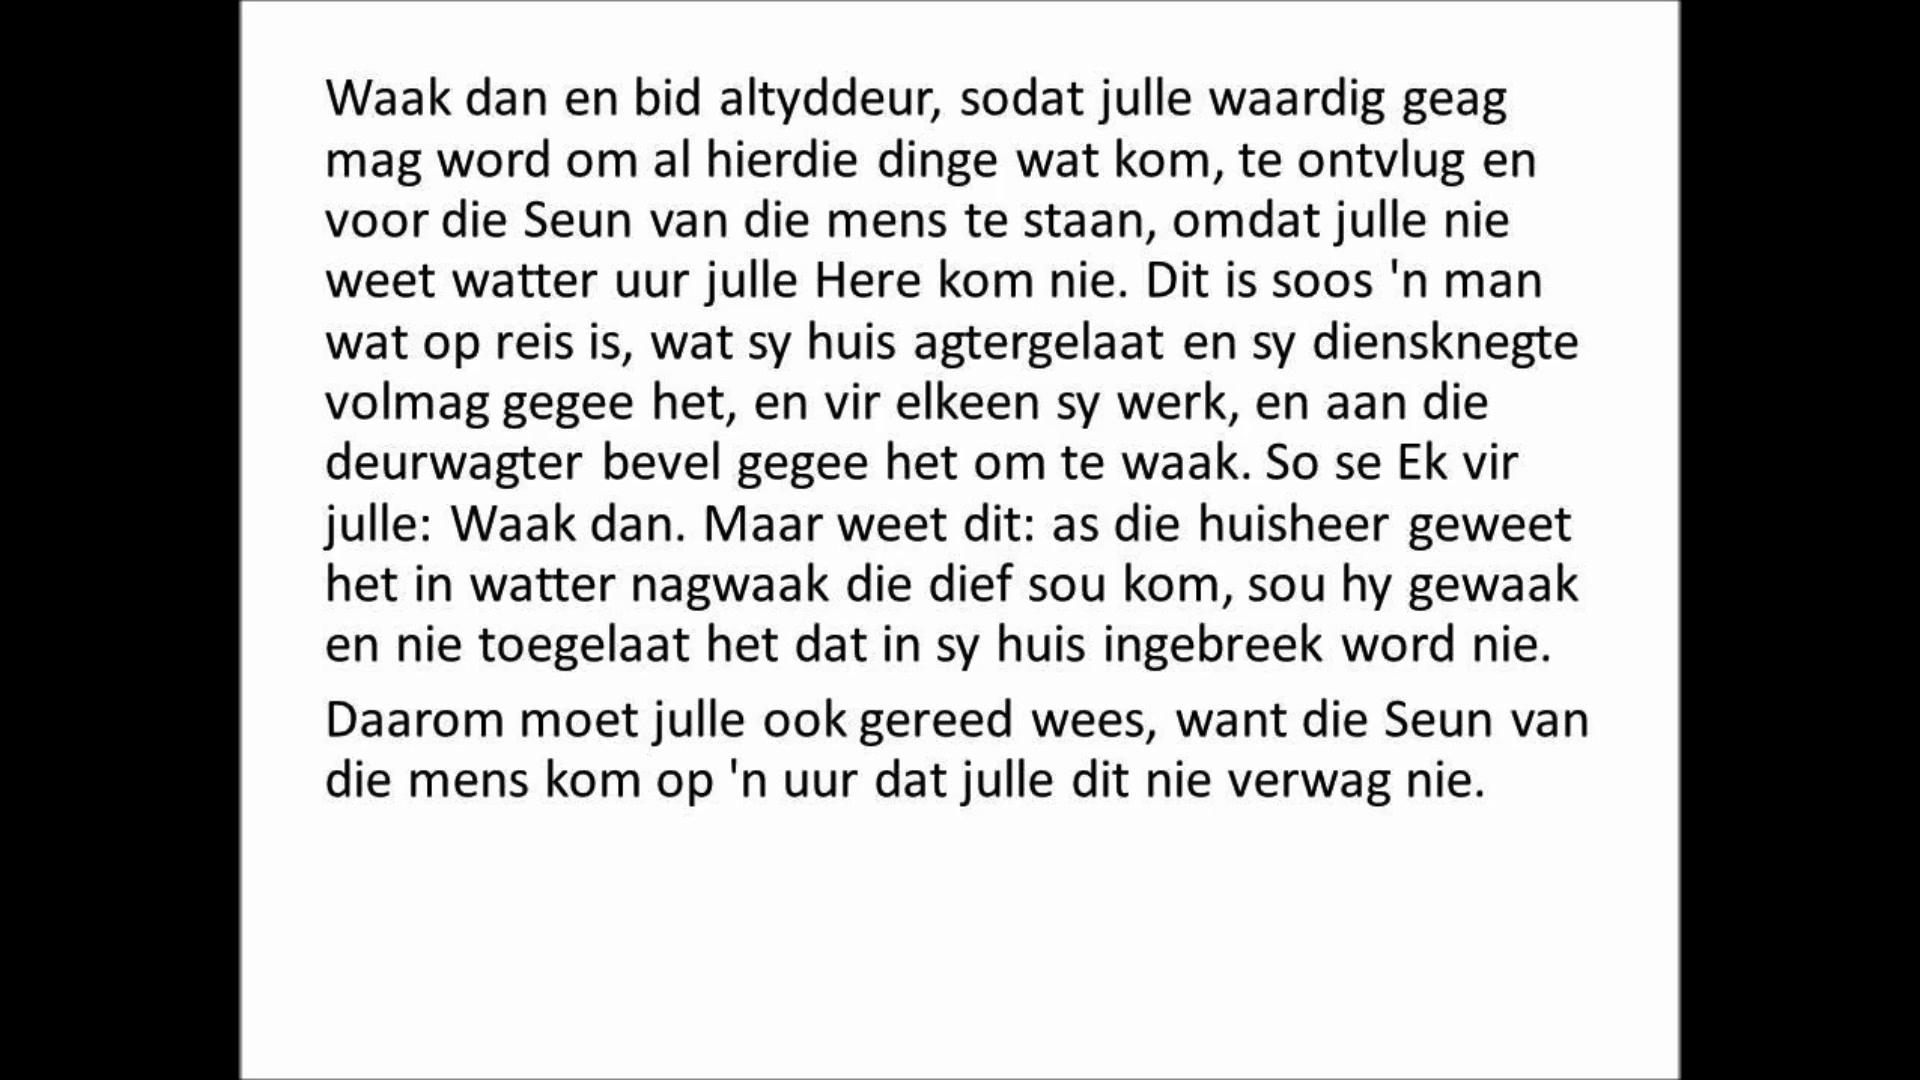 Waak dan en bid altyddeur, sodat julle waardig geag
mag word om al hierdie dinge wat kom, te ontvlug en
voor die Seun van die mens te staan, omdat julle nie
weet watter uur julle Here kom nie. Dit is soos 'n man
wat op reis is, wat sy huis agtergelaat en sy diensknegte
volmag gegee het, en vir elkeen sy werk, en aan die
deurwagter bevel gegee het om te waak. So se Ek vir
julle: Waak dan. Maar weet dit: as die huisheer geweet
het in watter nagwaak die dief sou kom, sou hy gewaak
en nie toegelaat het dat in sy huis ingebreek word nie.
Daarom moet julle ook gereed wees, want die Seun van
die mens kom op 'n uur dat julle dit nie verwag nie.